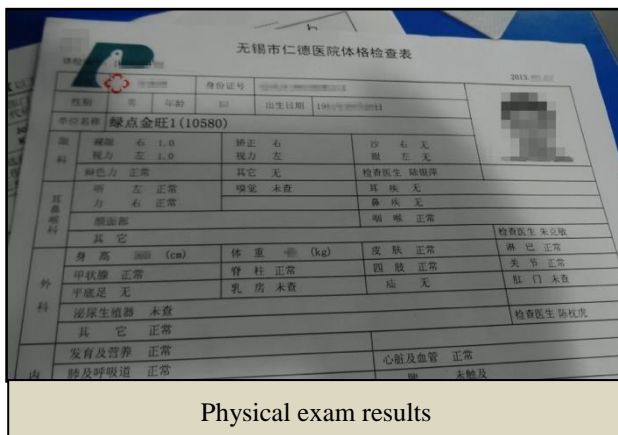 无锡市仁德医院体格检查表
身份证号
2013.
性别 男 年龄 出生日期 19 日
单位名称 绿点金旺1(10580)
眼科 裸眼视力 右 1.0 左 1.0 矫正视力 右 左 沙眼 右 无 左 无
辨色力 正常 其它 无 检查医生 陆银萍
耳鼻咽喉科 听力 左 正常 右 正常 嗅觉 未查 耳疾 无
鼻疾 无
颜面部 咽喉 正常
其它 检查医生 朱克敏
外科 身高 (cm) 体重 (kg) 皮肤 正常 淋巴 正常
甲状腺 正常 脊柱 正常 四肢 正常 关节 正常
平底足 无 乳房 未查 疝 无 肛门 未查
泌尿生殖器 未查
其它 正常 检查医生 陈枕虎
内 发育及营养 正常 心脏及血管 正常
肺及呼吸道 正常 未触及
Physical exam results